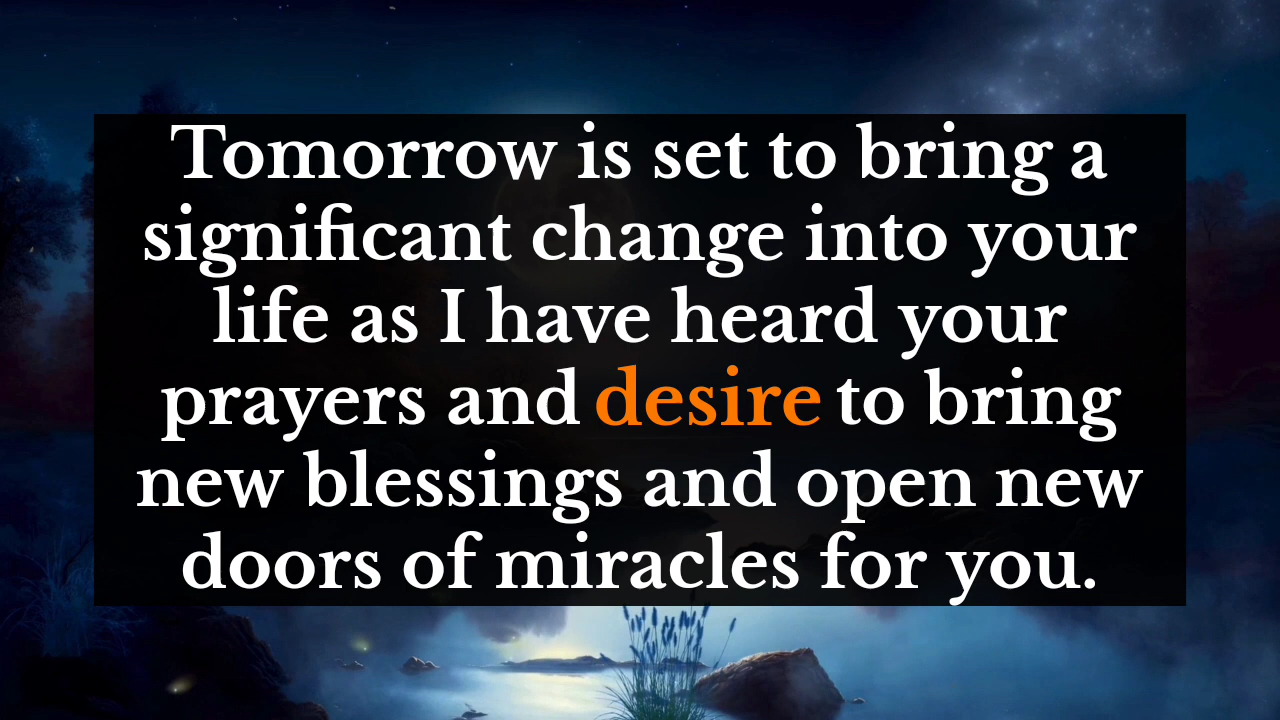 Tomorrow is set to bring a
significant change into your
life as I have heard your
prayers and desire to bring
new blessings and open new
doors of miracles for you.